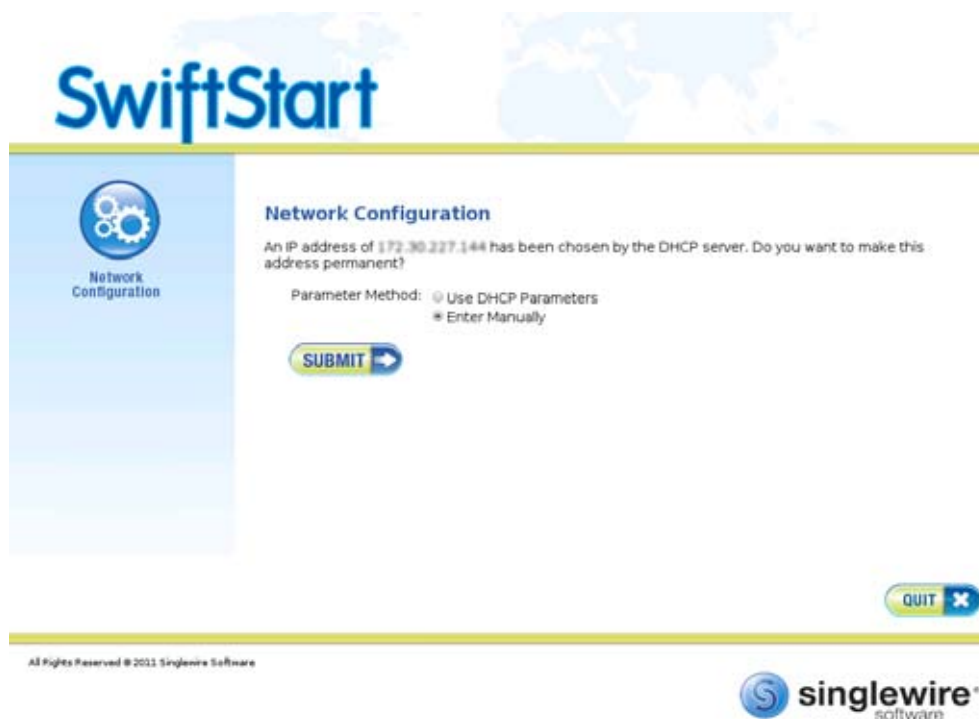 SwiftStart
Network
Configuration
Network Configuration
An IP address of 172.30.227.144 has been chosen by the DHCP server. Do you want to make this
address permanent?
Parameter Method:
Use DHCP Parameters
Enter Manually
SUBMIT
QUIT
All Rights Reserved © 2011 Singlewire Software
singlewire
software